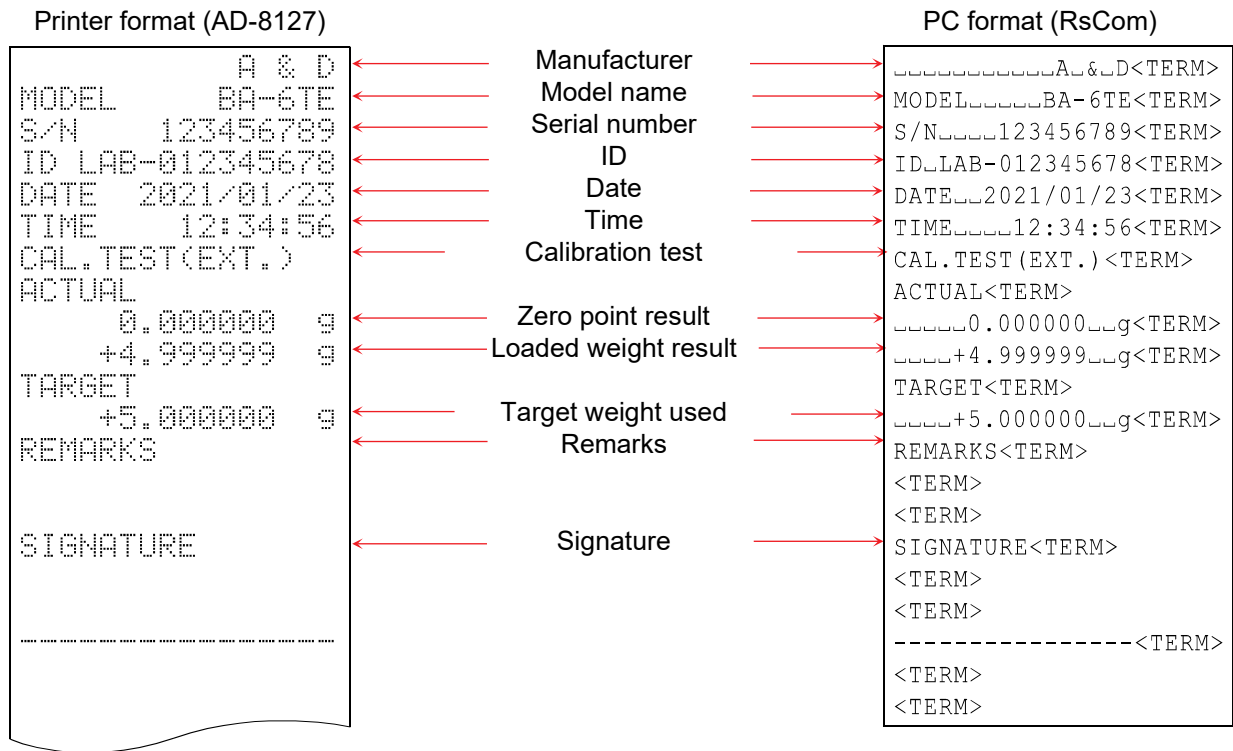 Printer format (AD-8127)
A & D
MODEL BA-6TE
S/N 123456789
ID LAB-012345678
DATE 2021/01/23
TIME 12:34:56
CAL.TEST(EXT.)
ACTUAL
0.000000 g
+4.999999 g
TARGET
+5.000000 g
REMARKS
SIGNATURE
----------------
Manufacturer
Model name
Serial number
ID
Date
Time
Calibration test
Zero point result
Loaded weight result
Target weight used
Remarks
Signature
PC format (RsCom)
␣␣␣␣␣␣␣␣␣␣␣A␣&␣D<TERM>
MODEL␣␣␣␣␣BA-6TE<TERM>
S/N␣␣␣␣123456789<TERM>
ID␣LAB-012345678<TERM>
DATE␣␣2021/01/23<TERM>
TIME␣␣␣␣12:34:56<TERM>
CAL.TEST(EXT.)<TERM>
ACTUAL<TERM>
␣␣␣␣␣0.000000␣␣g<TERM>
␣␣␣␣+4.999999␣␣g<TERM>
TARGET<TERM>
␣␣␣␣+5.000000␣␣g<TERM>
REMARKS<TERM>
<TERM>
<TERM>
SIGNATURE<TERM>
<TERM>
<TERM>
----------------<TERM>
<TERM>
<TERM>